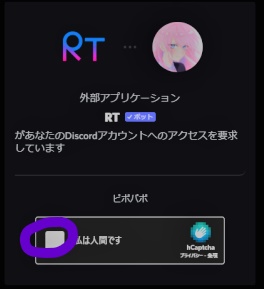 RT
外部アプリケーション
RT ✓ボット
があなたのDiscordアカウントへのアクセスを要求
しています
ピポパポ
私は人間です
hCaptcha
プライバシー - 会話